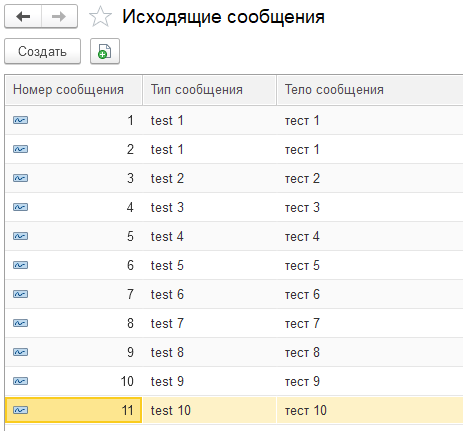 Исходящие сообщения
Создать
Номер сообщения Тип сообщения Тело сообщения
1 test 1 тест 1
2 test 1 тест 1
3 test 2 тест 2
4 test 3 тест 3
5 test 4 тест 4
6 test 5 тест 5
7 test 6 тест 6
8 test 7 тест 7
9 test 8 тест 8
10 test 9 тест 9
11 test 10 тест 10